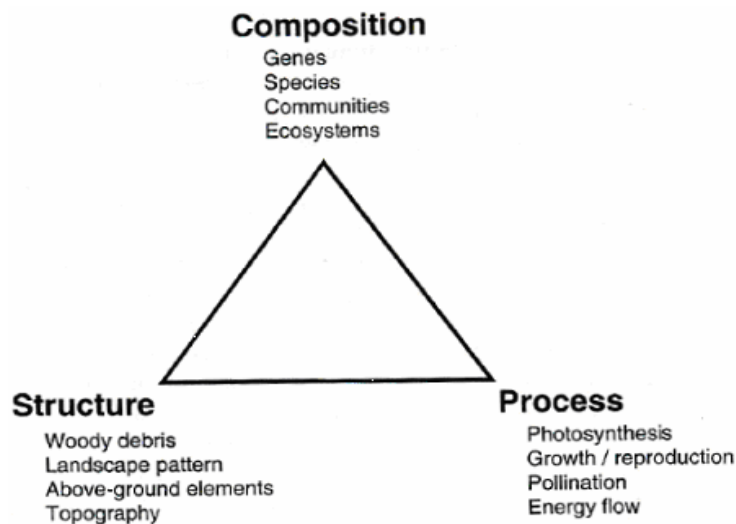 Composition
Genes
Species
Communities
Ecosystems
Structure
Woody debris
Landscape pattern
Above-ground elements
Topography
Process
Photosynthesis
Growth / reproduction
Pollination
Energy flow